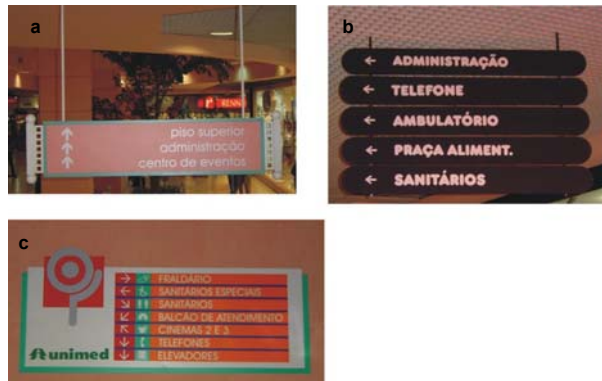 a
RENN
piso superior
administração
centro de eventos
b
ADMINISTRAÇÃO
TELEFONE
AMBULATÓRIO
PRAÇA ALIMENT.
SANITÁRIOS
c
FRALDÁRIO
SANITÁRIOS ESPECIAIS
SANITÁRIOS
BALCÃO DE ATENDIMENTO
CINEMAS 2 E 3
TELEFONES
ELEVADORES
unimed